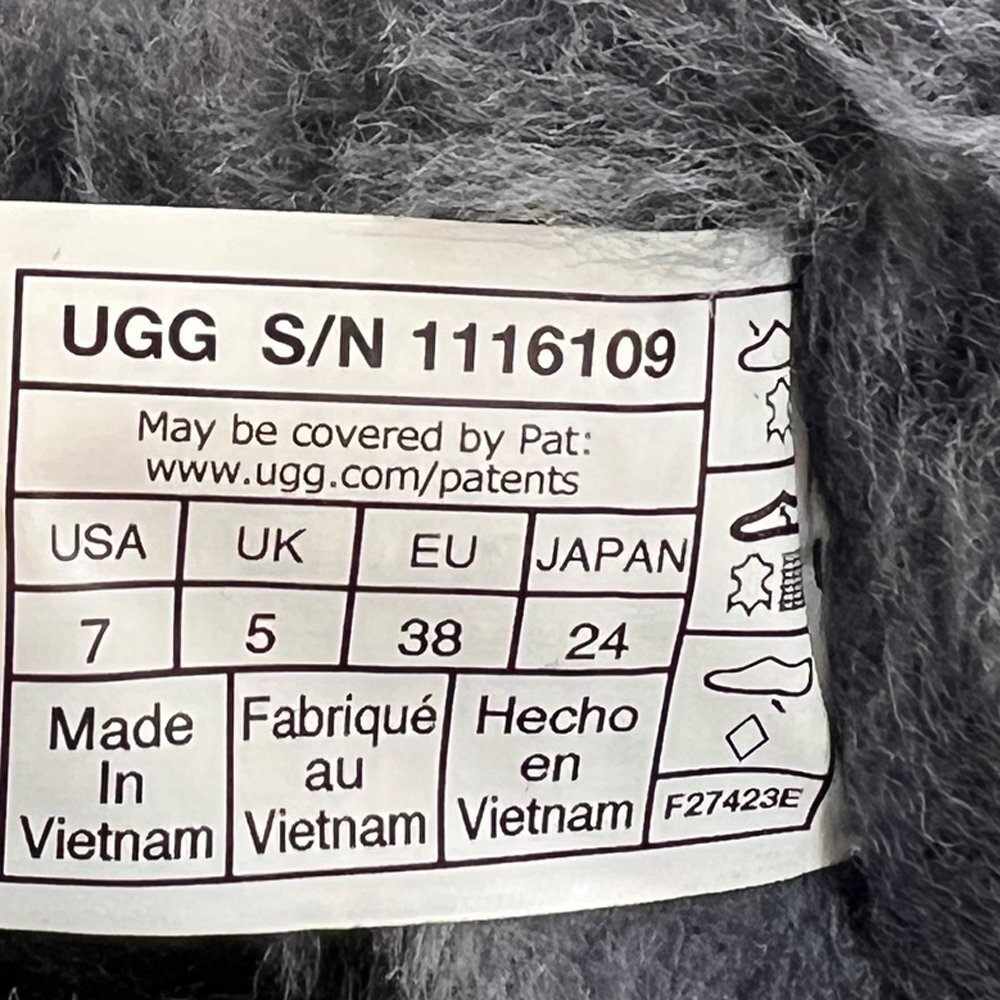 UGG S/N 1116109
May be covered by Pat:
www.ugg.com/patents
USA UK EU JAPAN
7 5 38 24
Made
In
Vietnam
Fabriqué
au
Vietnam
Hecho
en
Vietnam
F27423E